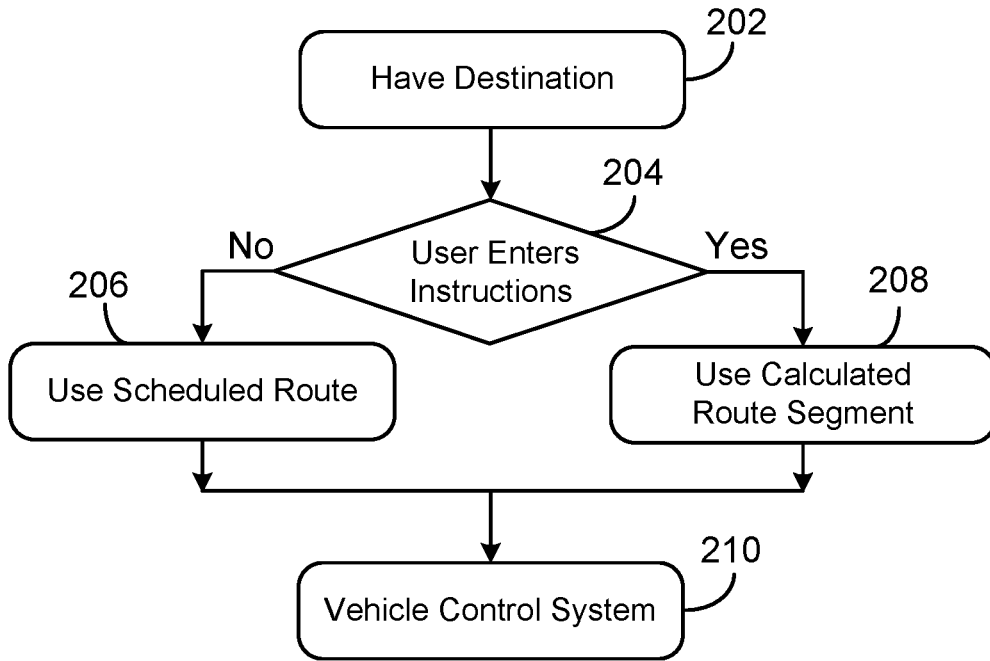 202
Have Destination
204
No
User Enters
Instructions
Yes
206
208
Use Scheduled Route
Use Calculated
Route Segment
210
Vehicle Control System